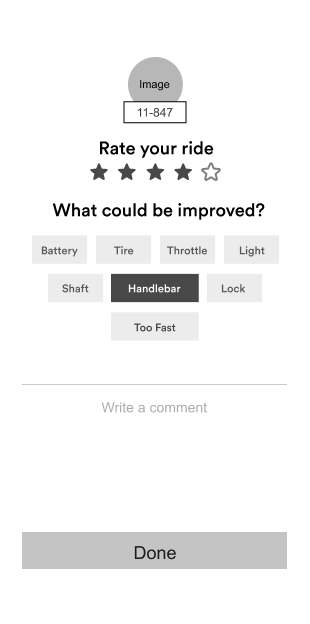 Image
11-847
Rate your ride
What could be improved?
Battery Tire Throttle Light
Shaft Handlebar Lock
Too Fast
Write a comment
Done